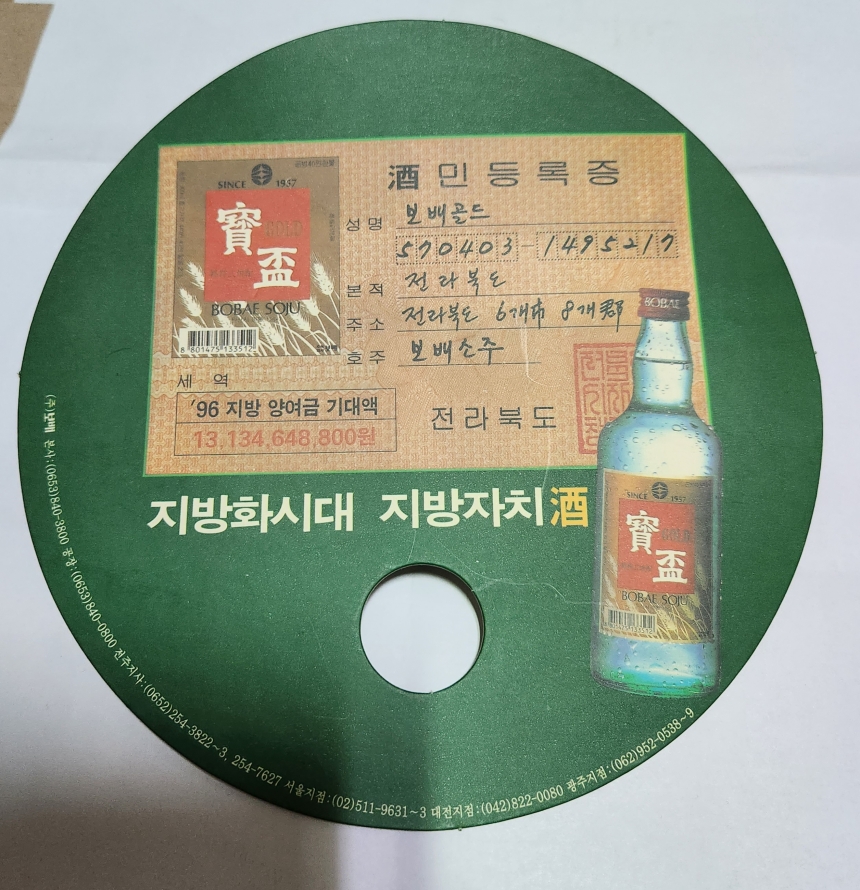 酒민등록증
SINCE 1957
寶盃
GOLD
BOBAE SOJU
8 801475 133512
성명 보배골드
570403-1495217
본적 전라북도
주소 전라북도 6개市 8개郡
호주 보배소주
세 역
'96 지방 양여금 기대액
13,134,648,800원
전라북도
지방화시대 지방자치酒
BOBAE
SINCE 1957
寶盃
GOLD
BOBAE SOJU
(주)보배 본사:(0653)840-3800 공장:(0653)840-0800 전주지사:(0652)254-3822~3, 254-7627 서울지점:(02)511-9631~3 대전지점:(042)822-0080 광주지점:(062)952-0538~9